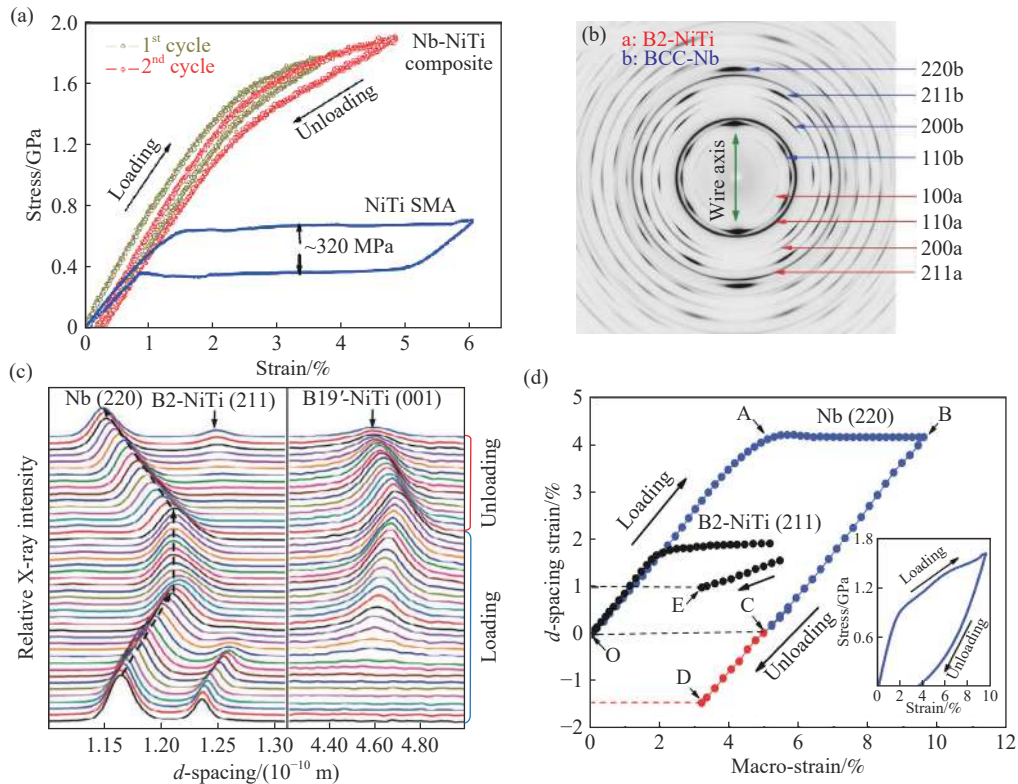 (a)
2.0
1.6
1.2
0.8
0.4
0
Stress/GPa
1st cycle
2nd cycle
Nb-NiTi
composite
Loading
Unloading
NiTi SMA
~320 MPa
0 1 2 3 4 5 6 7
Strain/%
(b)
a: B2-NiTi
b: BCC-Nb
Wire axis
220b
211b
200b
110b
100a
110a
200a
211a
(c)
Nb (220) B2-NiTi (211) B19′-NiTi (001)
Relative X-ray intensity
Unloading
Loading
1.15 1.20 1.25 1.30 4.40 4.60 4.80
d-spacing/(10⁻¹⁰ m)
(d)
5
4
3
2
1
0
−1
−2
d-spacing strain/%
A
Nb (220)
B
Loading
B2-NiTi (211)
E
C
O
Unloading
D
0 2 4 6 8 10 12
Macro-strain/%
1.8
1.2
0.6
0
Stress/GPa
Loading
Unloading
0 2 4 6 8 10
Strain/%